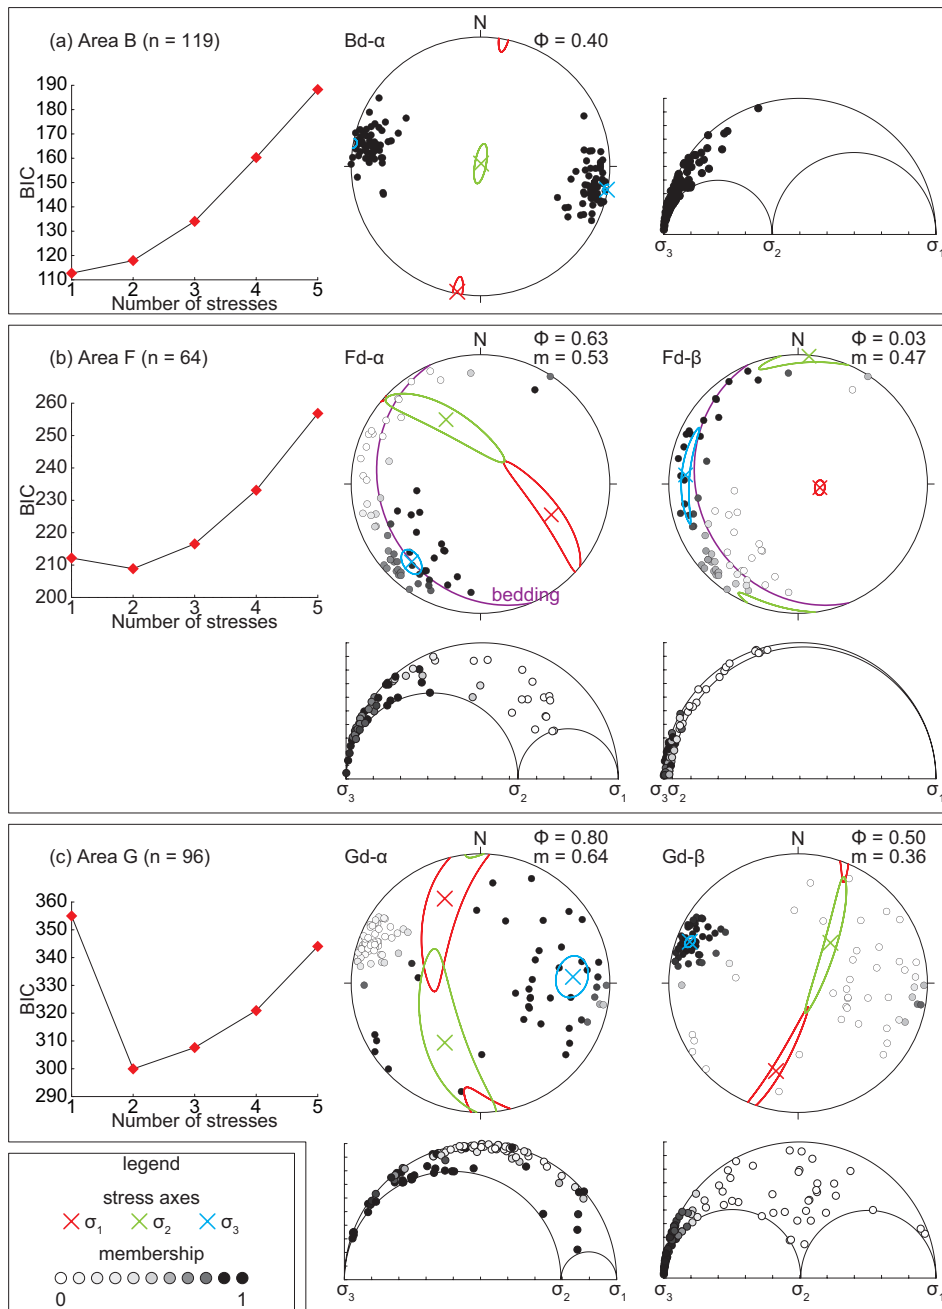 (a) Area B (n = 119)
Bd-α
N
Φ = 0.40
190
180
170
160
150
140
130
120
110
BIC
1 2 3 4 5
Number of stresses
σ3 σ2 σ1
(b) Area F (n = 64)
Fd-α
N
Φ = 0.63
m = 0.53
Fd-β
N
Φ = 0.03
m = 0.47
260
250
240
230
220
210
200
BIC
1 2 3 4 5
Number of stresses
bedding
σ3 σ2 σ1
σ3 σ2 σ1
(c) Area G (n = 96)
Gd-α
N
Φ = 0.80
m = 0.64
Gd-β
N
Φ = 0.50
m = 0.36
360
350
340
330
320
310
300
290
BIC
1 2 3 4 5
Number of stresses
σ3 σ2 σ1
σ3 σ2 σ1
legend
stress axes
σ1 σ2 σ3
membership
0 1